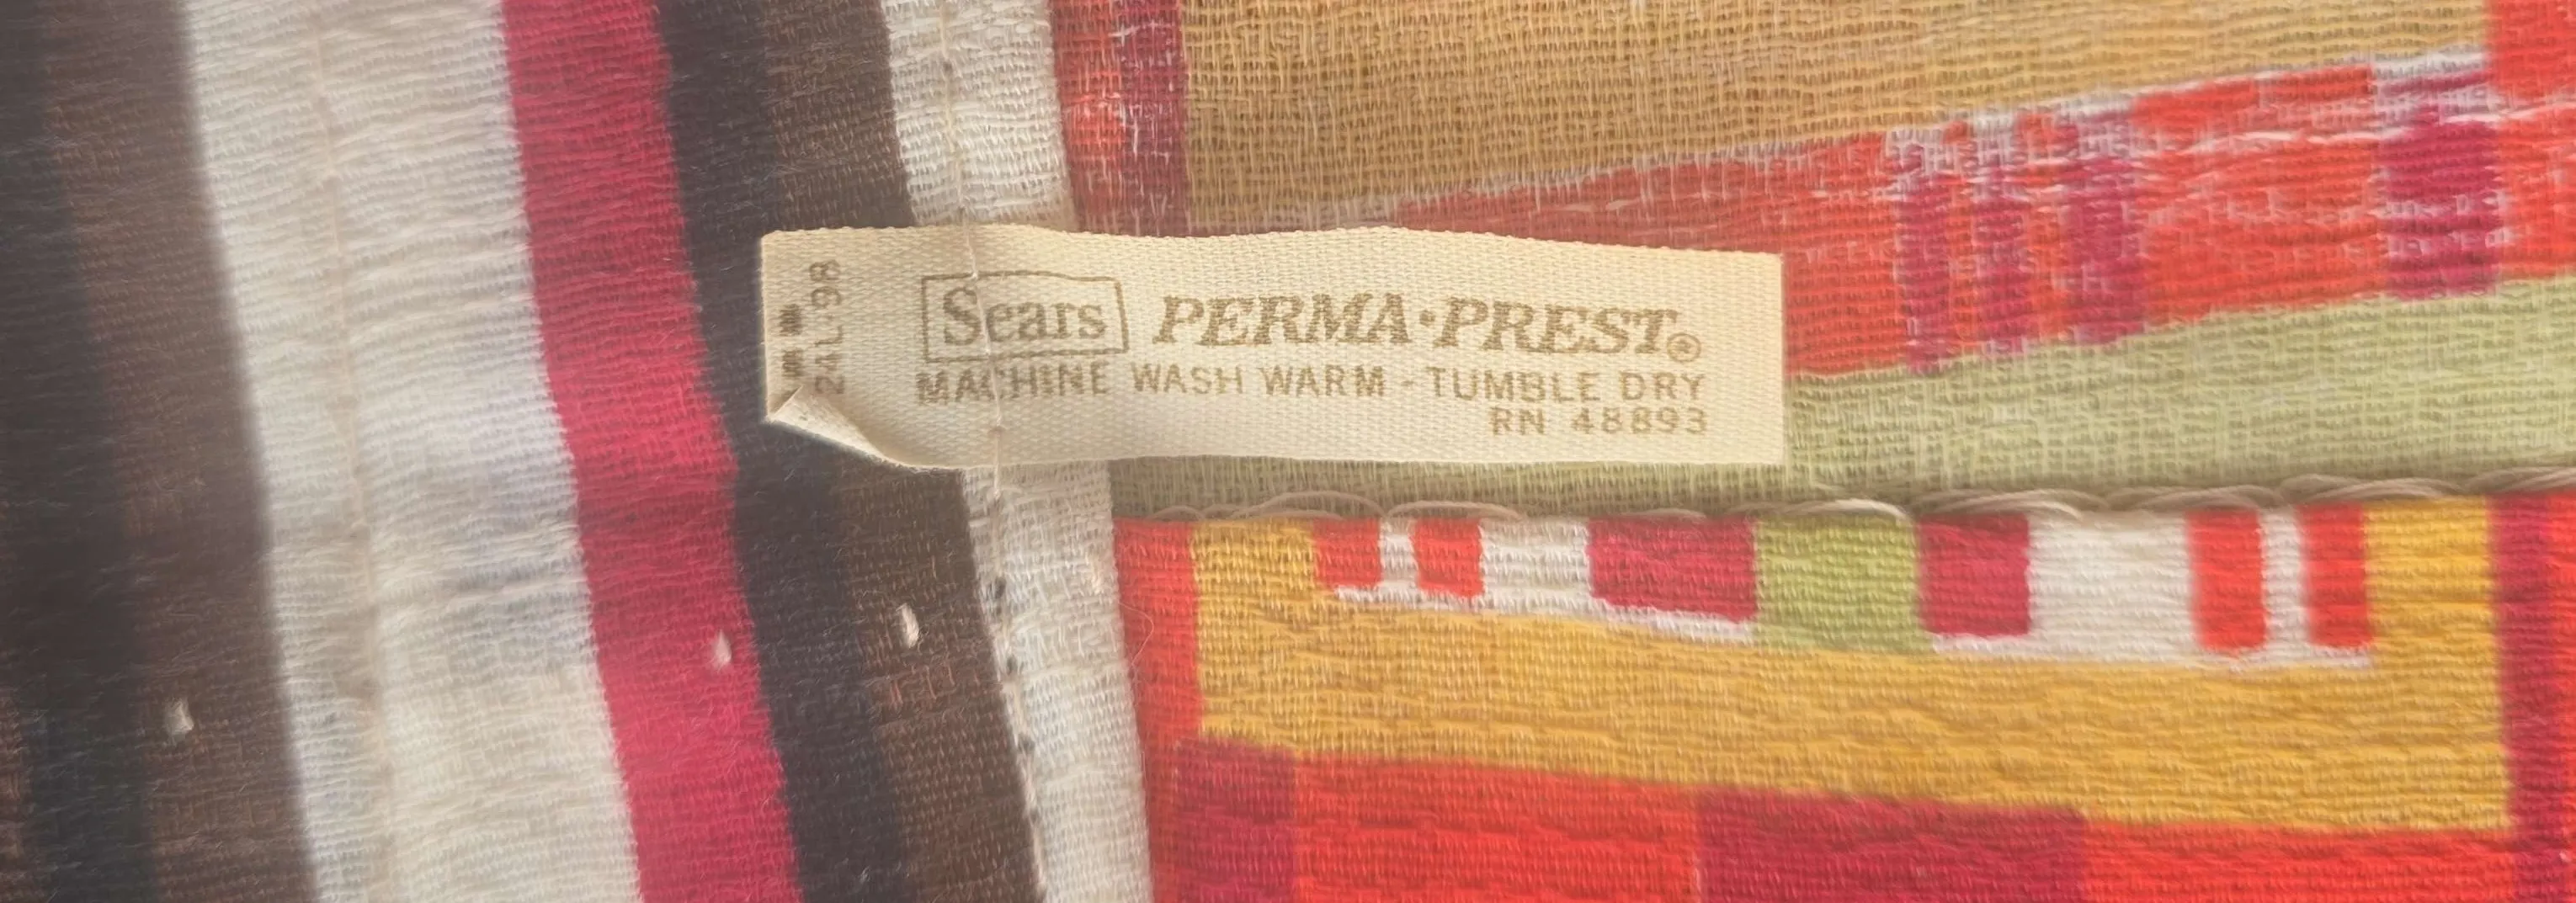 24L.98
Sears PERMA·PREST®
MACHINE WASH WARM - TUMBLE DRY
RN 48893